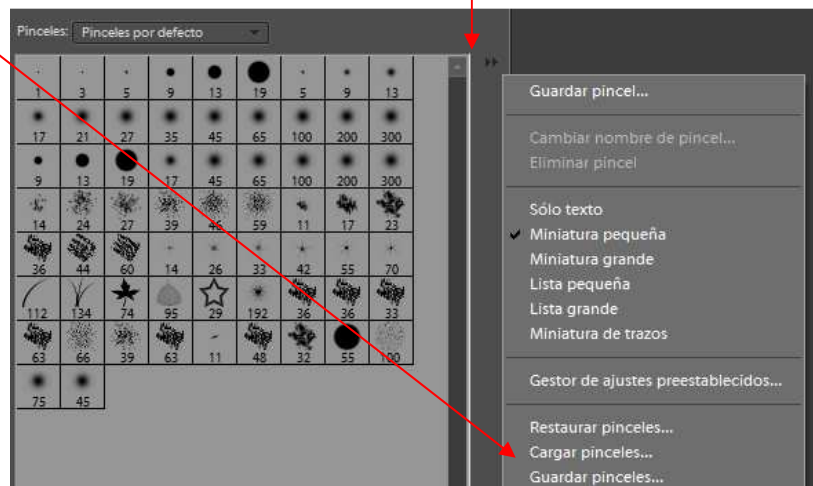 Pinceles: Pinceles por defecto
1 3 5 9 13 19 5 9 13
17 21 27 35 45 65 100 200 300
9 13 19 17 45 65 100 200 300
14 24 27 39 46 59 11 17 23
36 44 60 14 26 33 42 55 70
112 134 74 95 29 192 36 36 33
63 66 39 63 11 48 32 55 100
75 45
Guardar pincel...
Cambiar nombre de pincel...
Eliminar pincel
Sólo texto
Miniatura pequeña
Miniatura grande
Lista pequeña
Lista grande
Miniatura de trazos
Gestor de ajustes preestablecidos...
Restaurar pinceles...
Cargar pinceles...
Guardar pinceles...